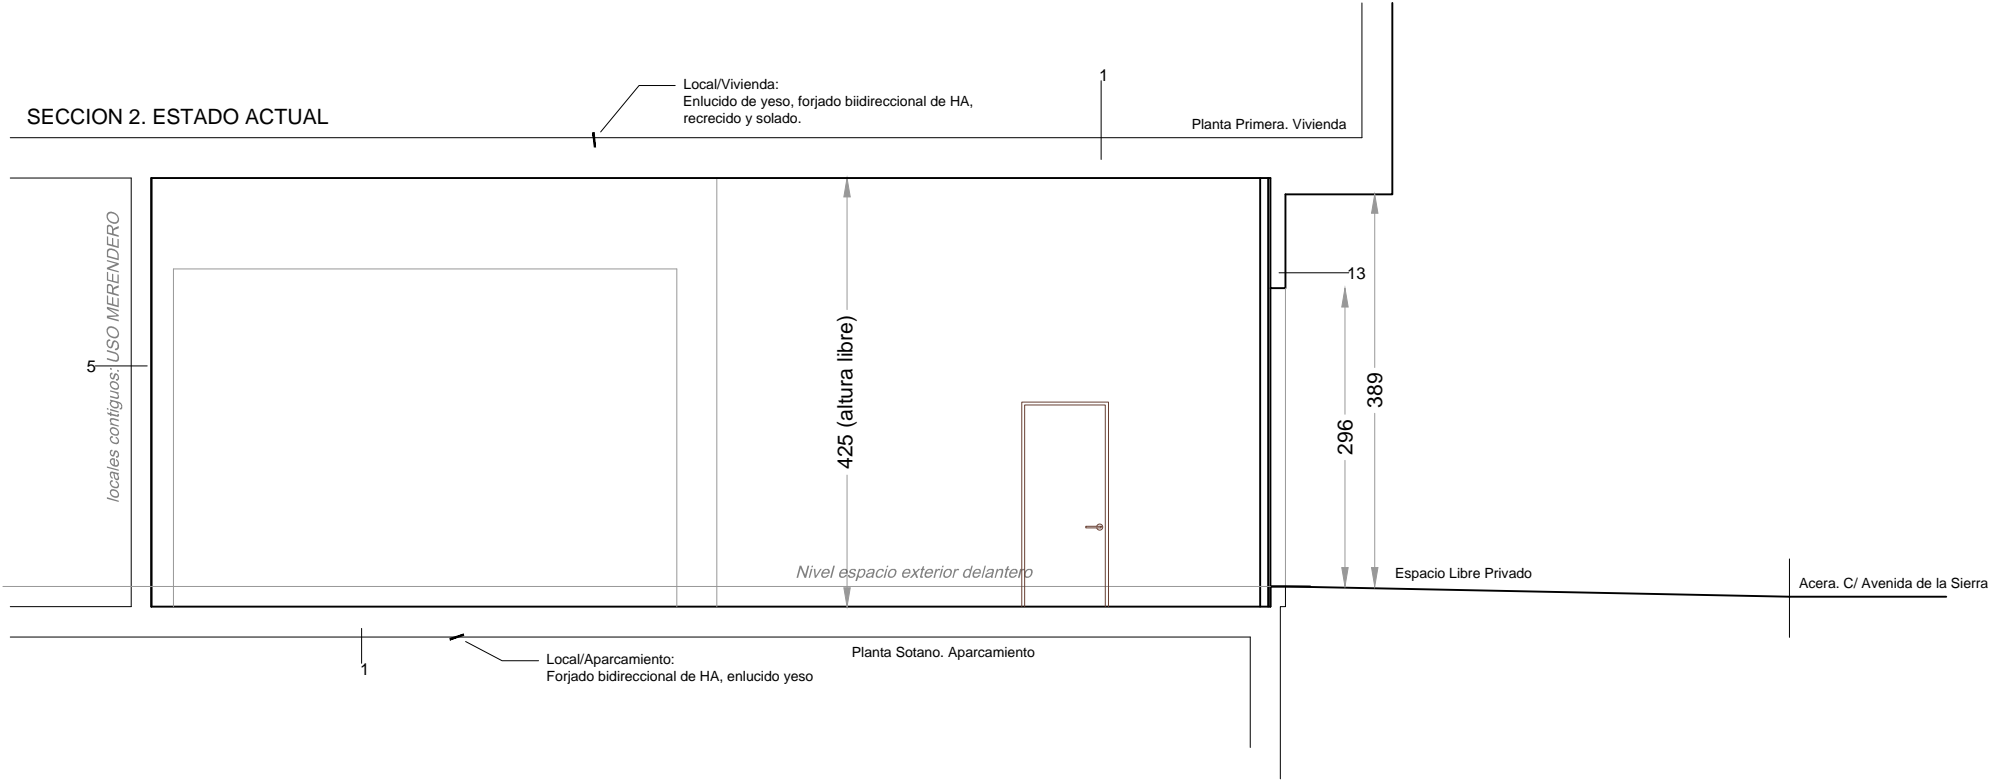 SECCION 2. ESTADO ACTUAL
Local/Vivienda:
Enlucido de yeso, forjado biidireccional de HA,
recrecido y solado.
1
Planta Primera. Vivienda
locales contiguos: USO MERENDERO
5
425 (altura libre)
13
389
296
Nivel espacio exterior delantero
Espacio Libre Privado
Acera. C/ Avenida de la Sierra
1
Local/Aparcamiento:
Forjado bidireccional de HA, enlucido yeso
Planta Sotano. Aparcamiento